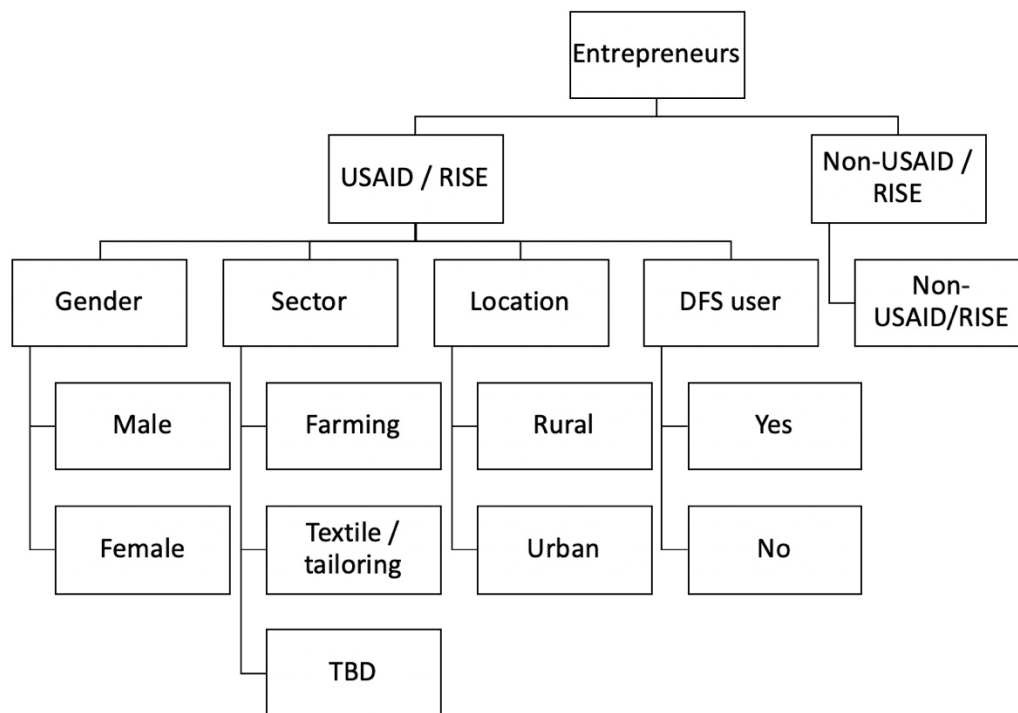 Entrepreneurs
USAID / RISE
Non-USAID /
RISE
Gender
Sector
Location
DFS user
Non-
USAID/RISE
Male
Farming
Rural
Yes
Female
Textile /
tailoring
Urban
No
TBD